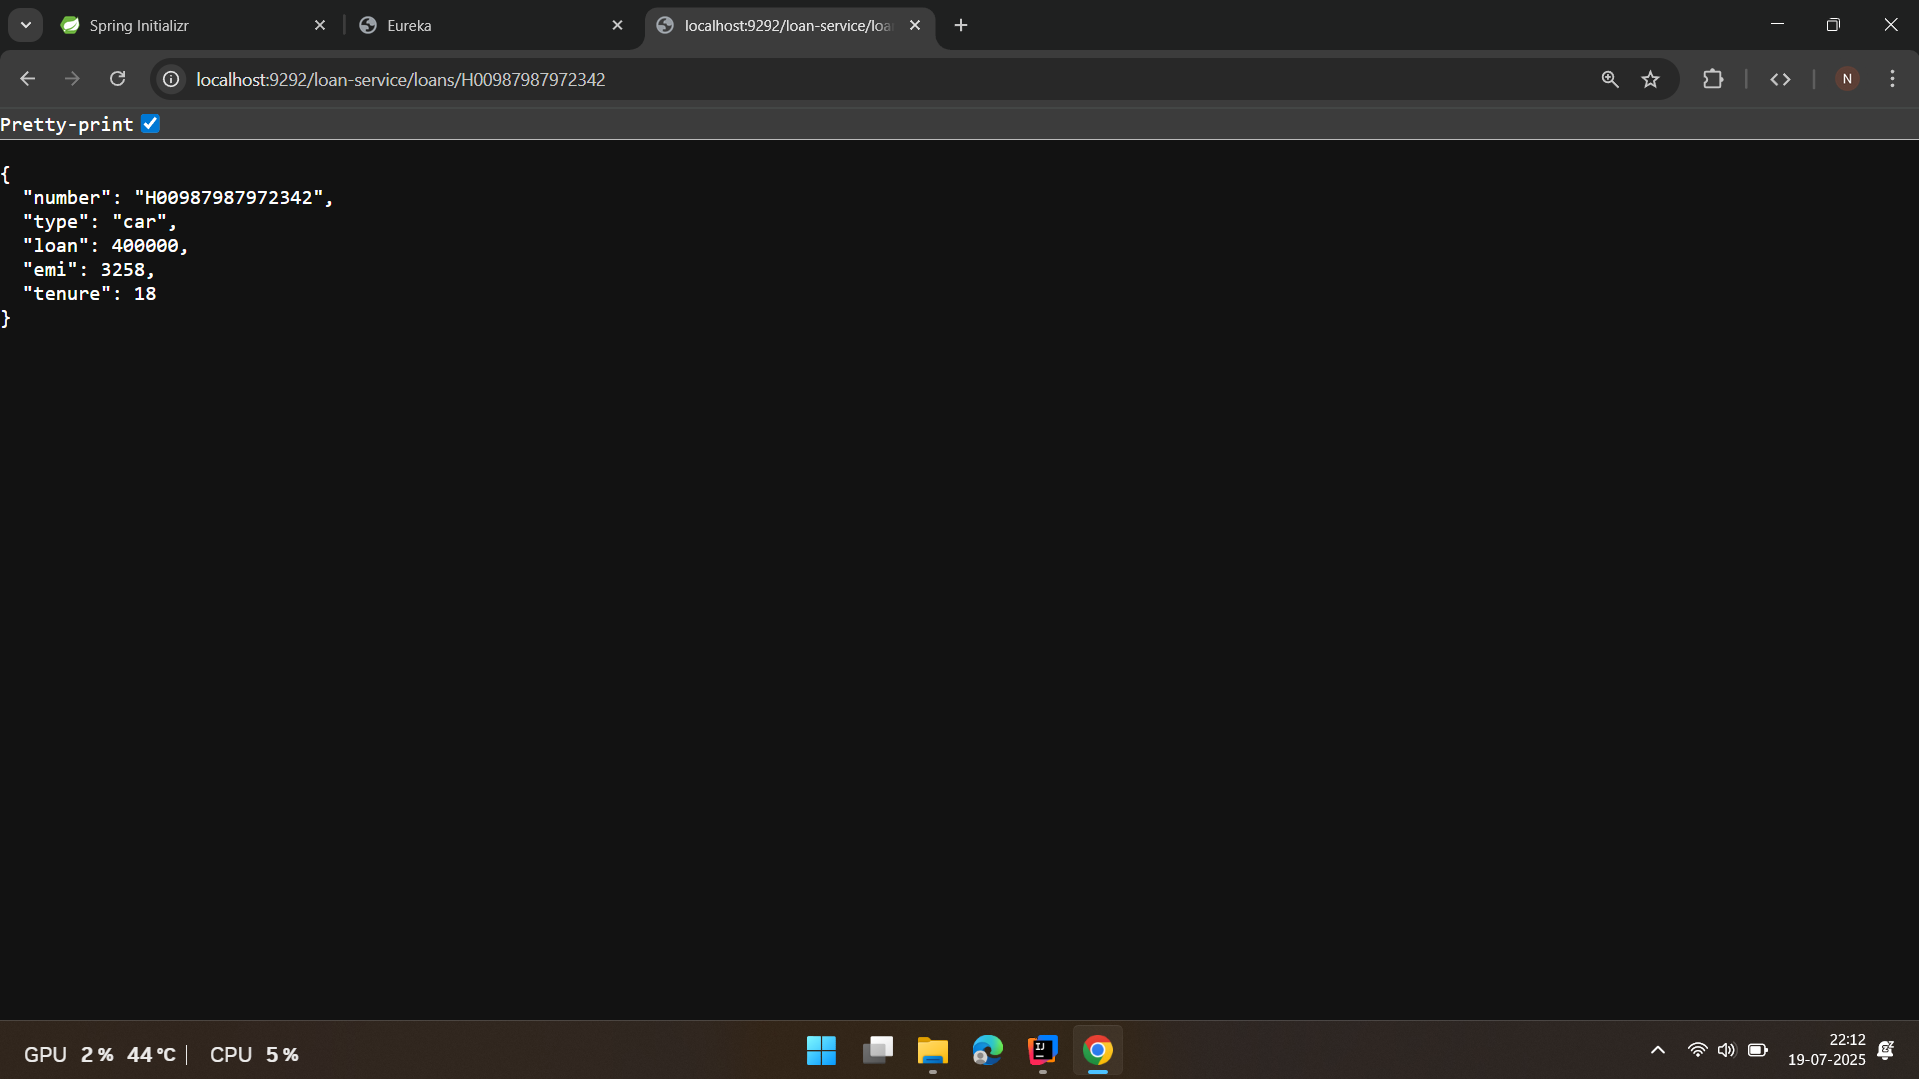 Spring Initializr
Eureka
localhost:9292/loan-service/loa
localhost:9292/loan-service/loans/H00987987972342
N
Pretty-print
{
"number": "H00987987972342",
"type": "car",
"loan": 400000,
"emi": 3258,
"tenure": 18
}
GPU 2 % 44 °C | CPU 5 %
IJ
22:12
19-07-2025